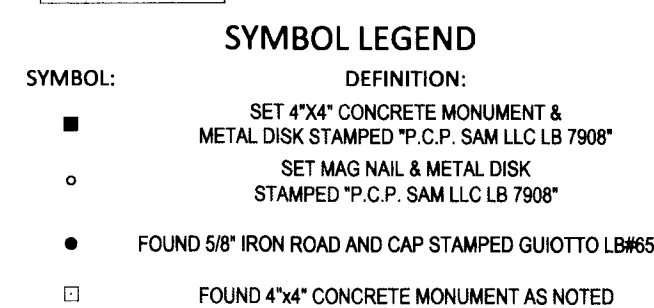 SYMBOL LEGEND
SYMBOL: DEFINITION:
SET 4"X4" CONCRETE MONUMENT &
METAL DISK STAMPED "P.C.P. SAM LLC LB 7908"
SET MAG NAIL & METAL DISK
STAMPED "P.C.P. SAM LLC LB 7908"
FOUND 5/8" IRON ROAD AND CAP STAMPED GUIOTTO LB#65
FOUND 4"x4" CONCRETE MONUMENT AS NOTED